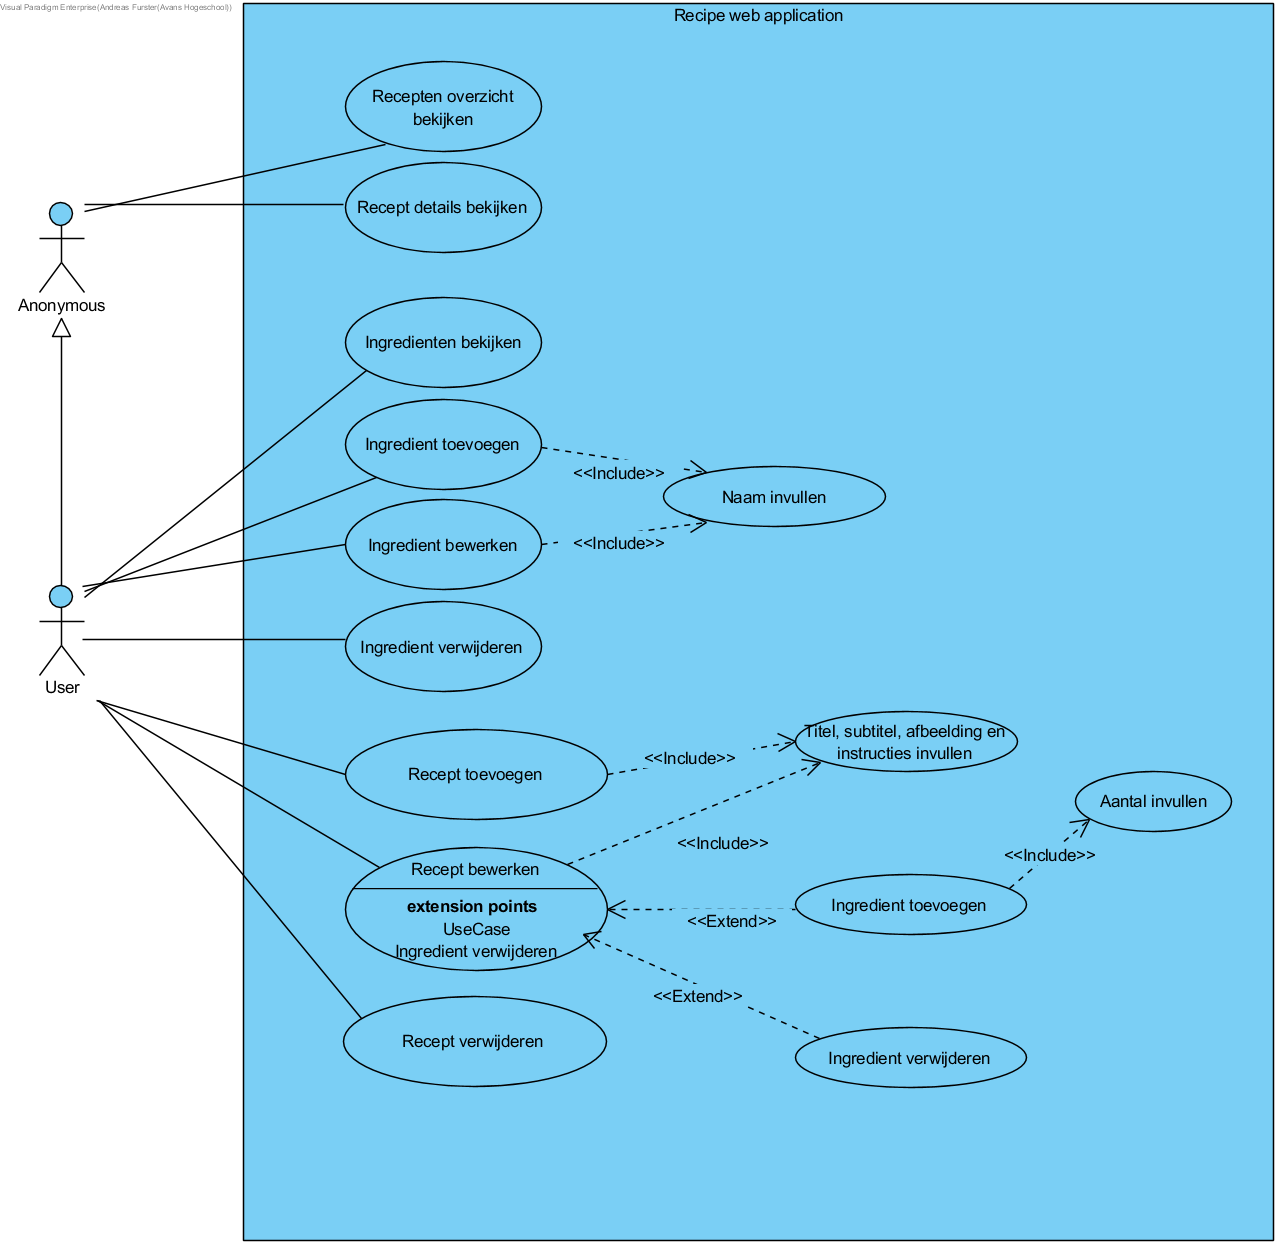 Visual Paradigm Enterprise(Andreas Furster(Avans Hogeschool))
Recipe web application
Recepten overzicht
bekijken
Recept details bekijken
Anonymous
Ingredienten bekijken
Ingredient toevoegen
<<Include>>
Naam invullen
Ingredient bewerken
<<Include>>
Ingredient verwijderen
User
Titel, subtitel, afbeelding en
instructies invullen
<<Include>>
Recept toevoegen
Aantal invullen
<<Include>>
<<Include>>
Recept bewerken
extension points
UseCase
Ingredient verwijderen
Ingredient toevoegen
<<Extend>>
<<Extend>>
Recept verwijderen
Ingredient verwijderen